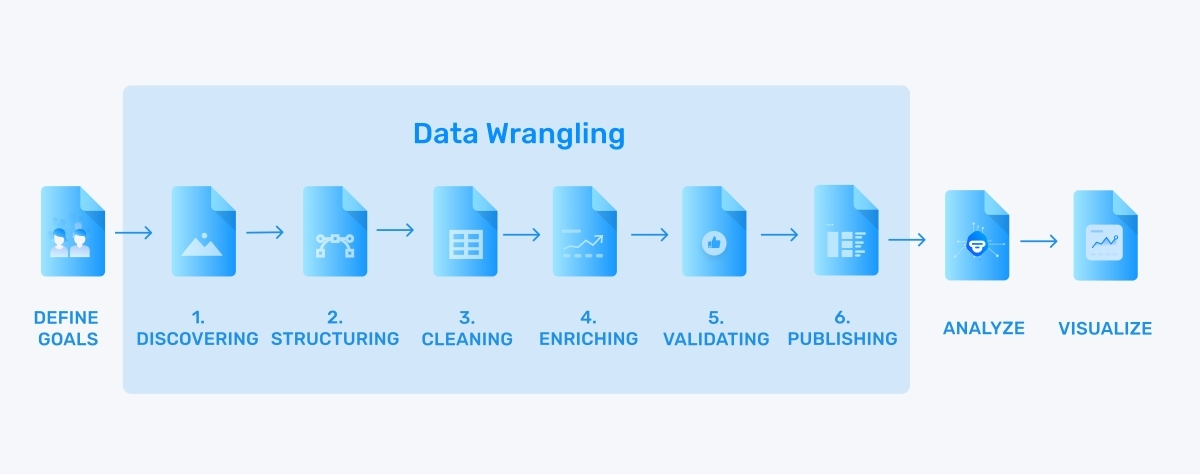 Data Wrangling
DEFINE
GOALS
1.
DISCOVERING
2.
STRUCTURING
3.
CLEANING
4.
ENRICHING
5.
VALIDATING
6.
PUBLISHING
ANALYZE
VISUALIZE